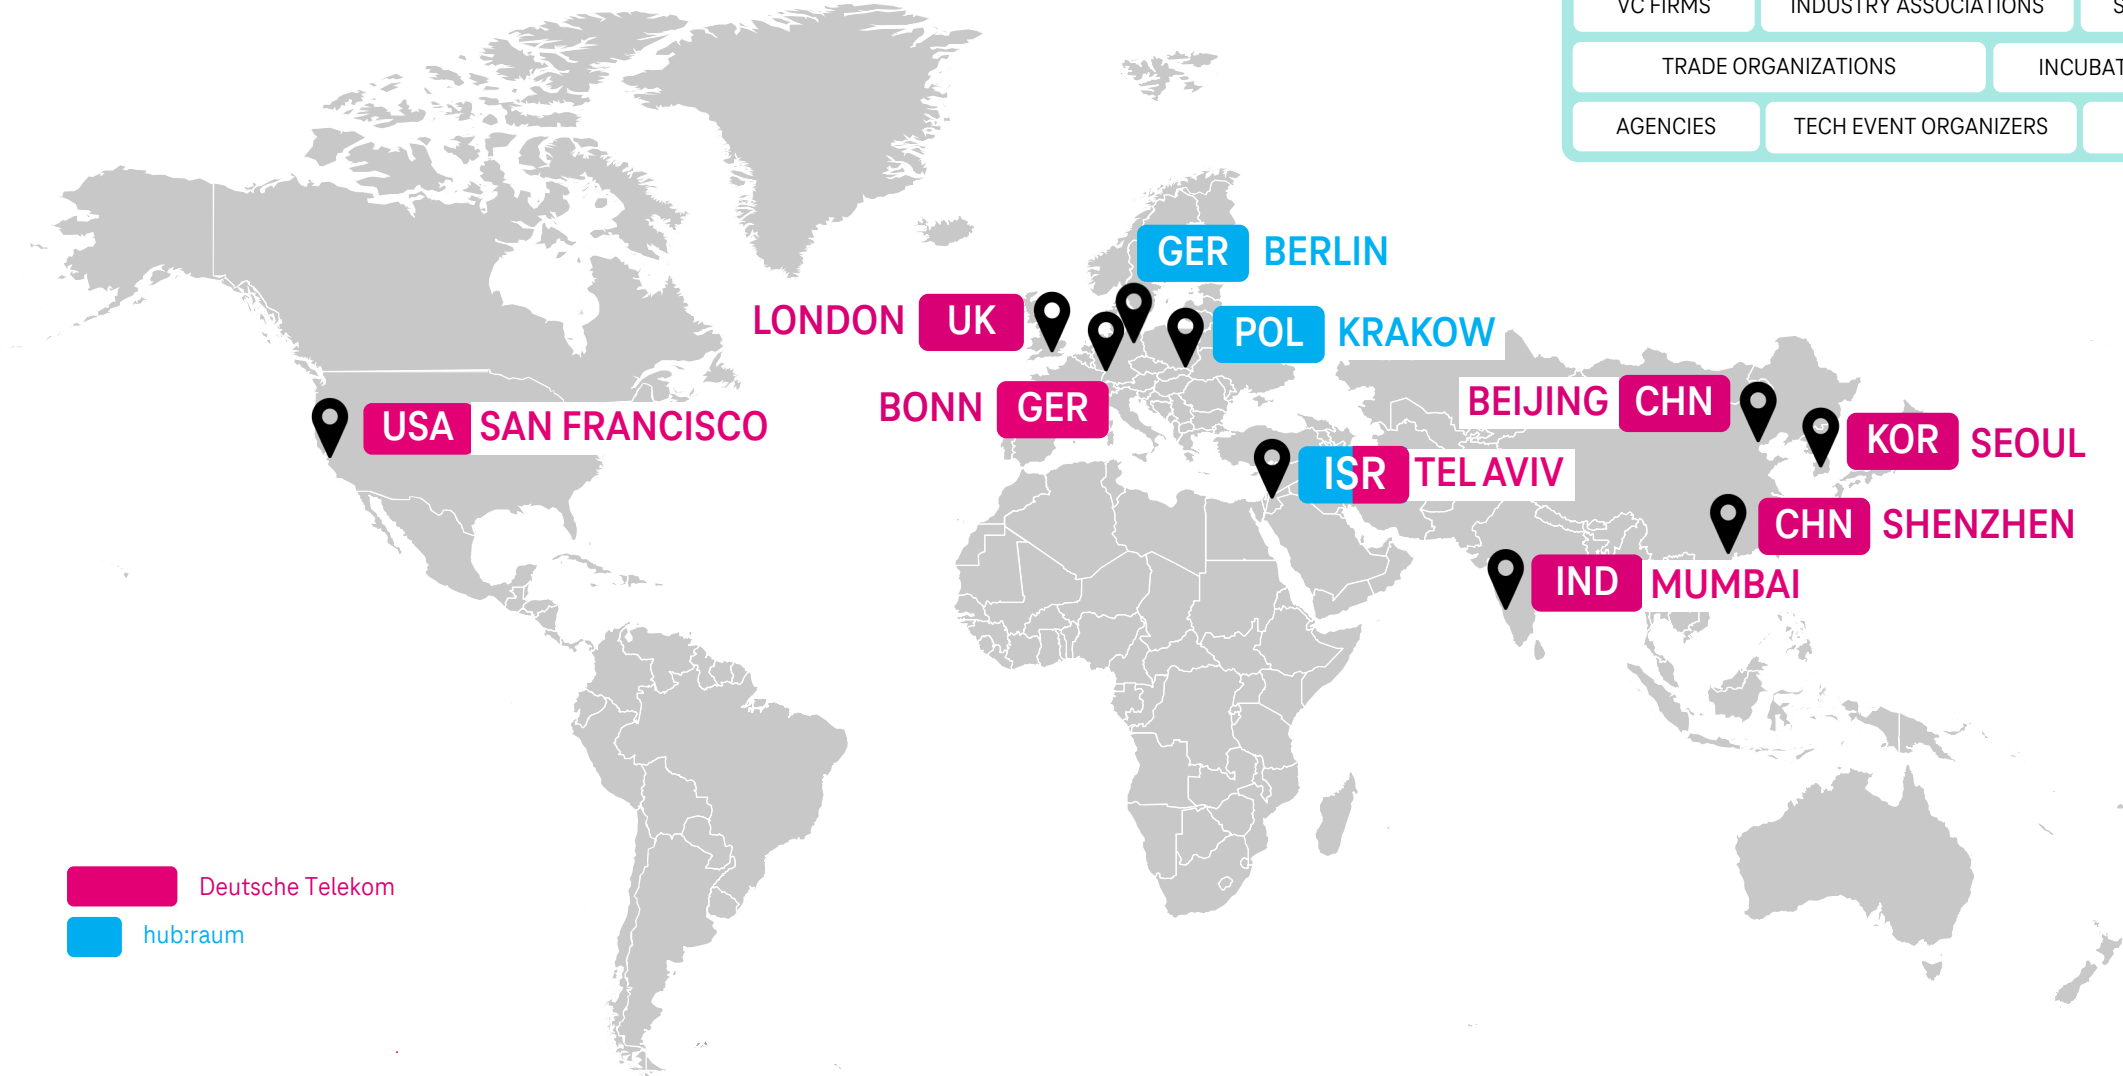 VC FIRMS
INDUSTRY ASSOCIATIONS
TRADE ORGANIZATIONS
AGENCIES
TECH EVENT ORGANIZERS
GER BERLIN
LONDON UK
POL KRAKOW
BONN GER
USA SAN FRANCISCO
BEIJING CHN
KOR SEOUL
ISR TEL AVIV
CHN SHENZHEN
IND MUMBAI
Deutsche Telekom
hub:raum